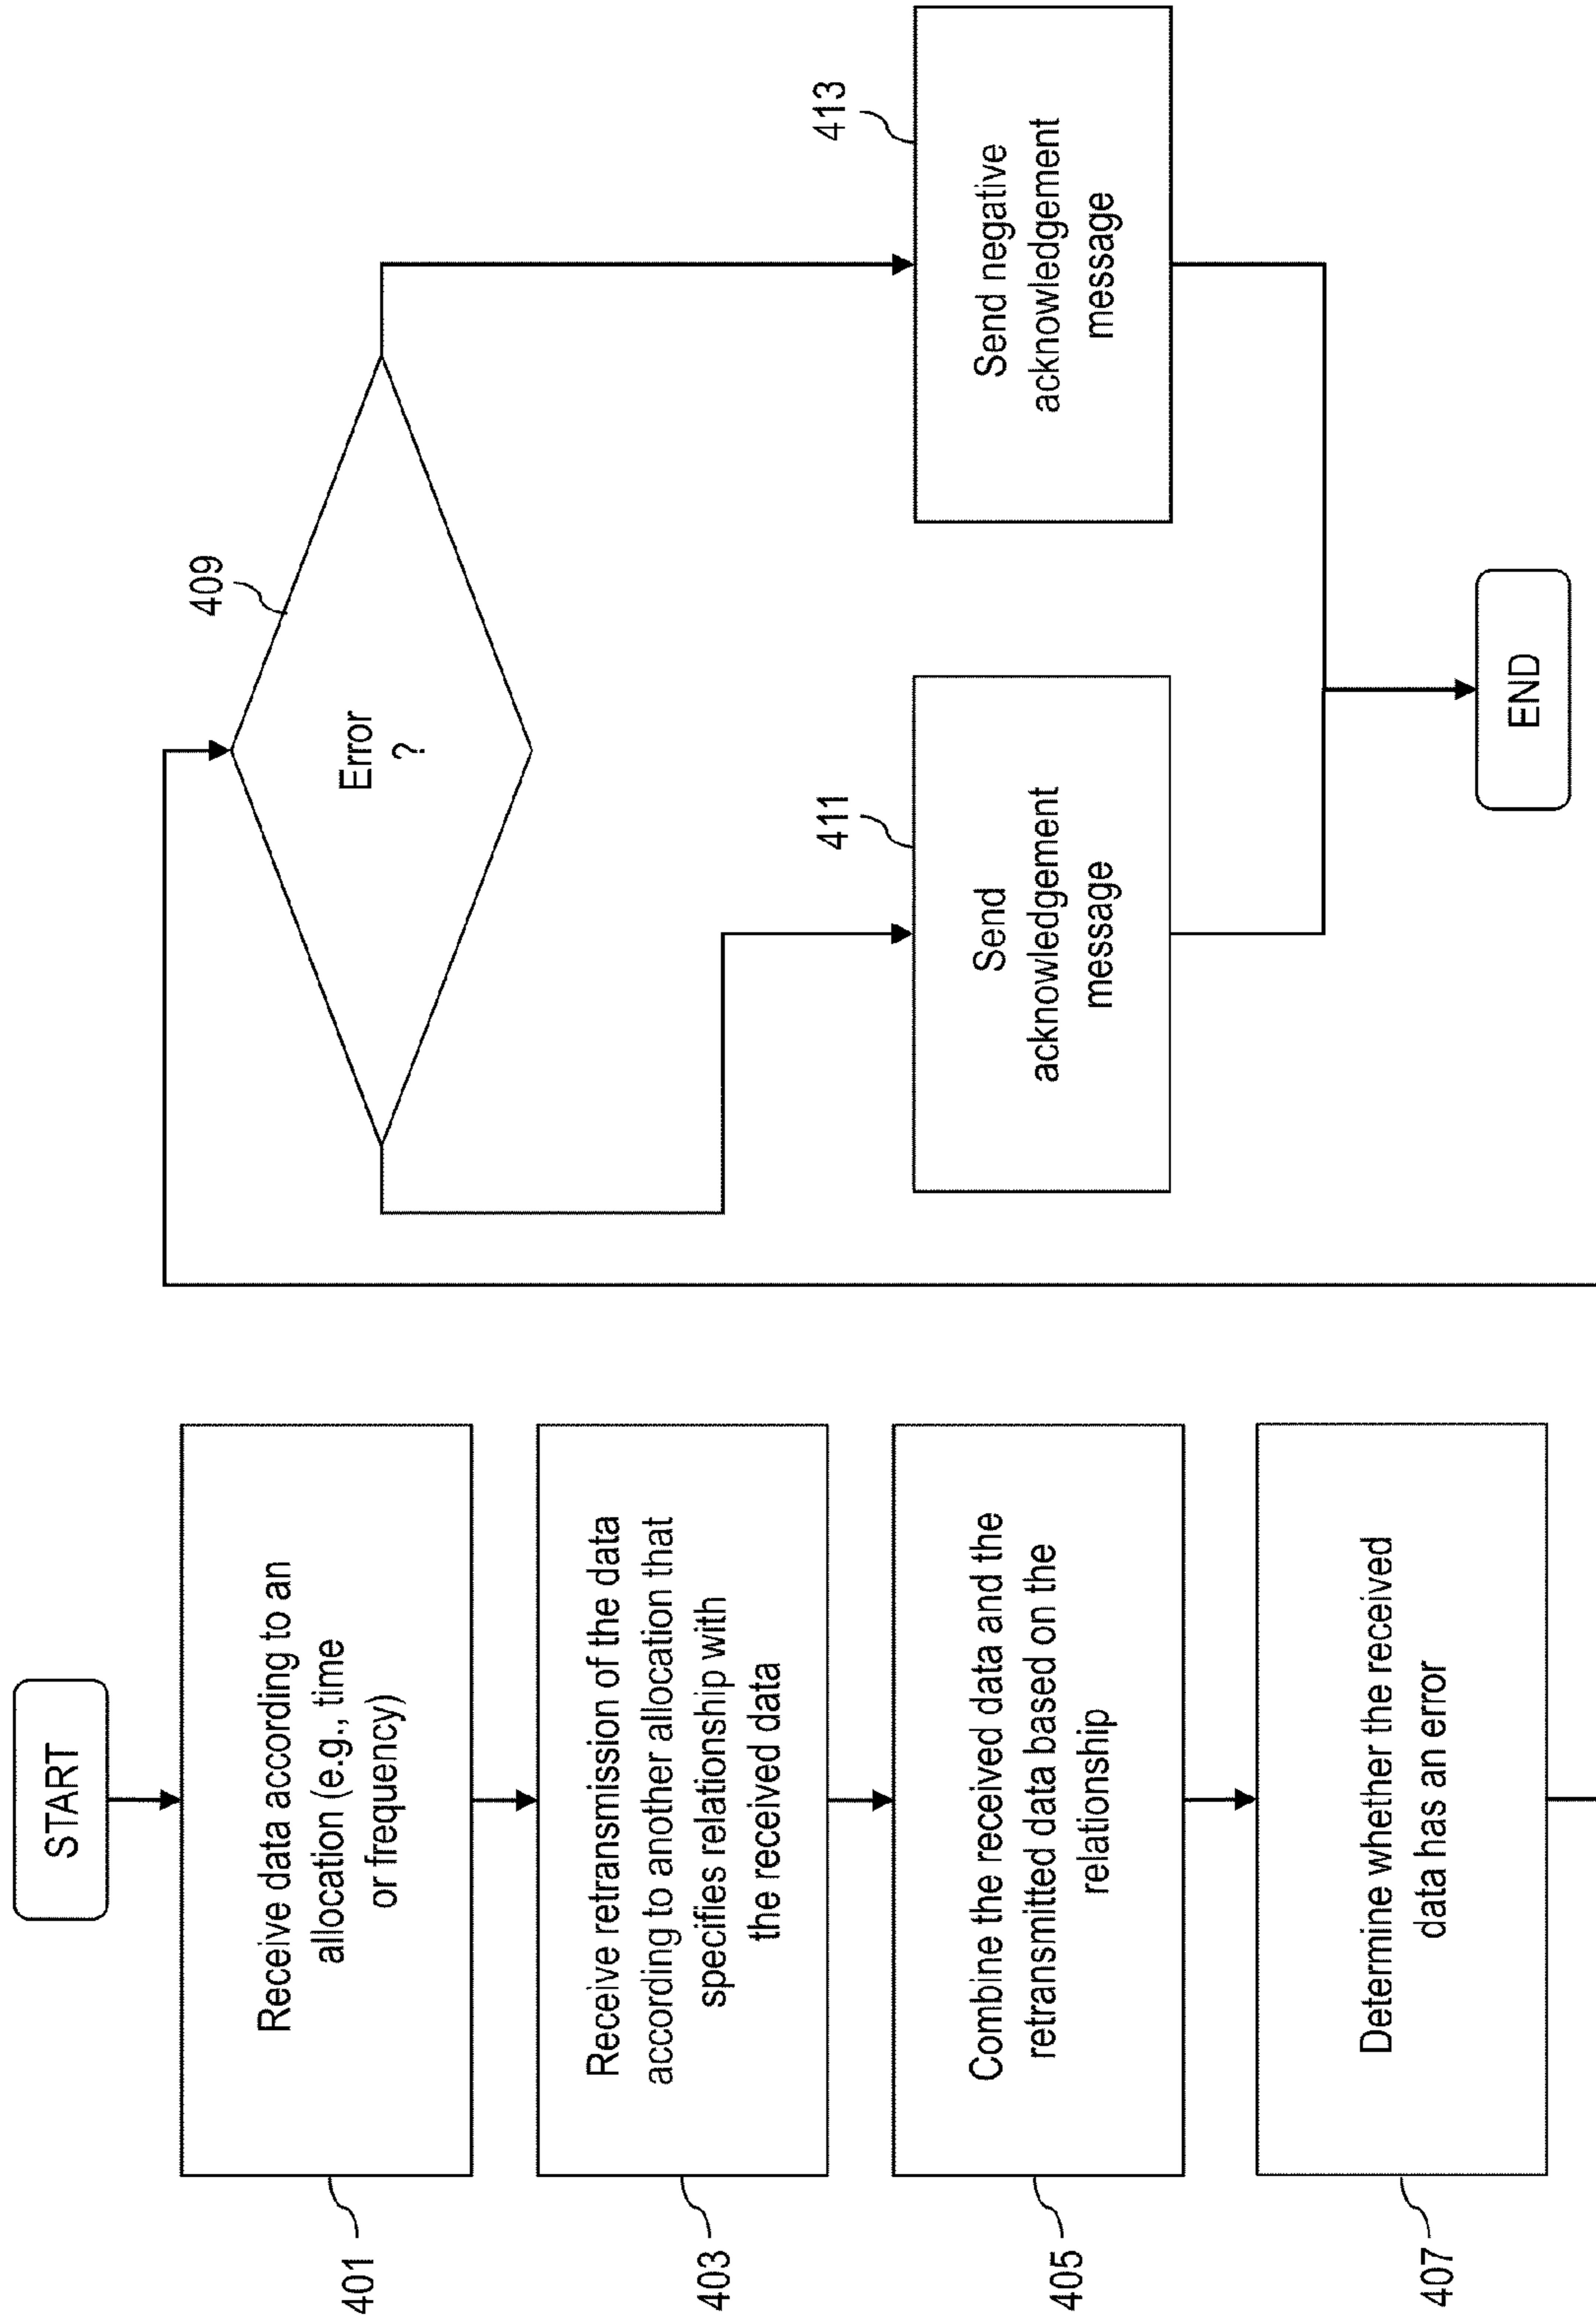 START
401
Receive data according to an
allocation (e.g., time
or frequency)
403
Receive retransmission of the data
according to another allocation that
specifies relationship with
the received data
405
Combine the received data and the
retransmitted data based on the
relationship
407
Determine whether the received
data has an error
409
Error
?
411
Send
acknowledgement
message
413
Send negative
acknowledgement
message
END